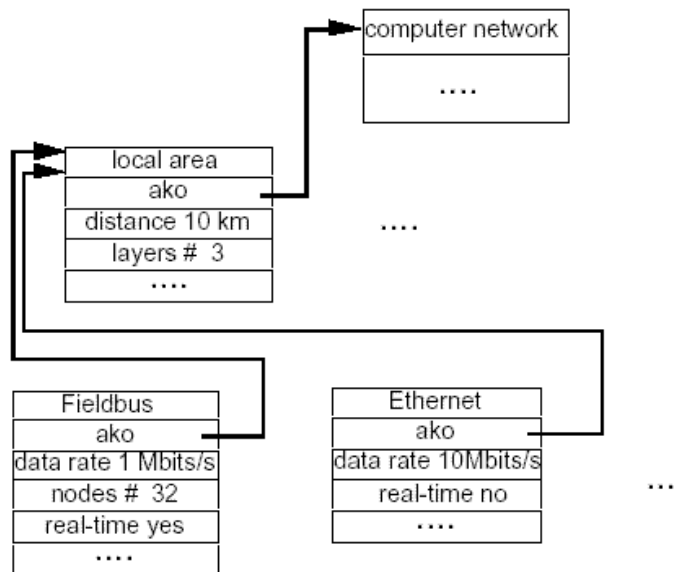 computer network
....
local area
ako
distance 10 km
layers # 3
....
....
Fieldbus
ako
data rate 1 Mbits/s
nodes # 32
real-time yes
....
Ethernet
ako
data rate 10Mbits/s
real-time no
....
...